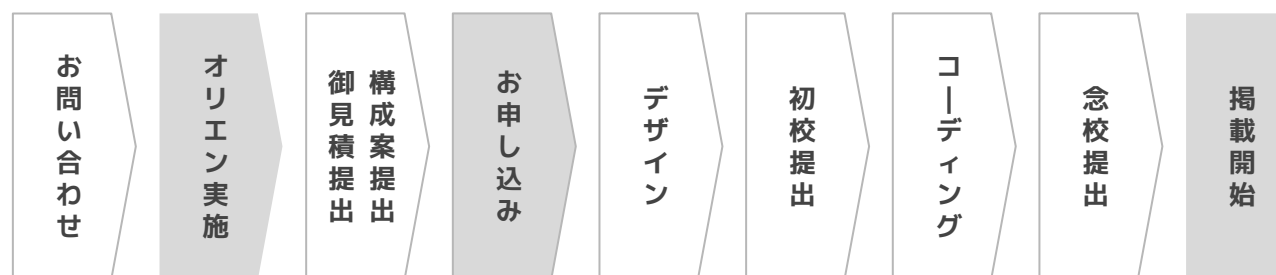 お問い合わせ
オリエン実施
構成案提出
御見積提出
お申し込み
デザイン
初校提出
コーディング
念校提出
掲載開始